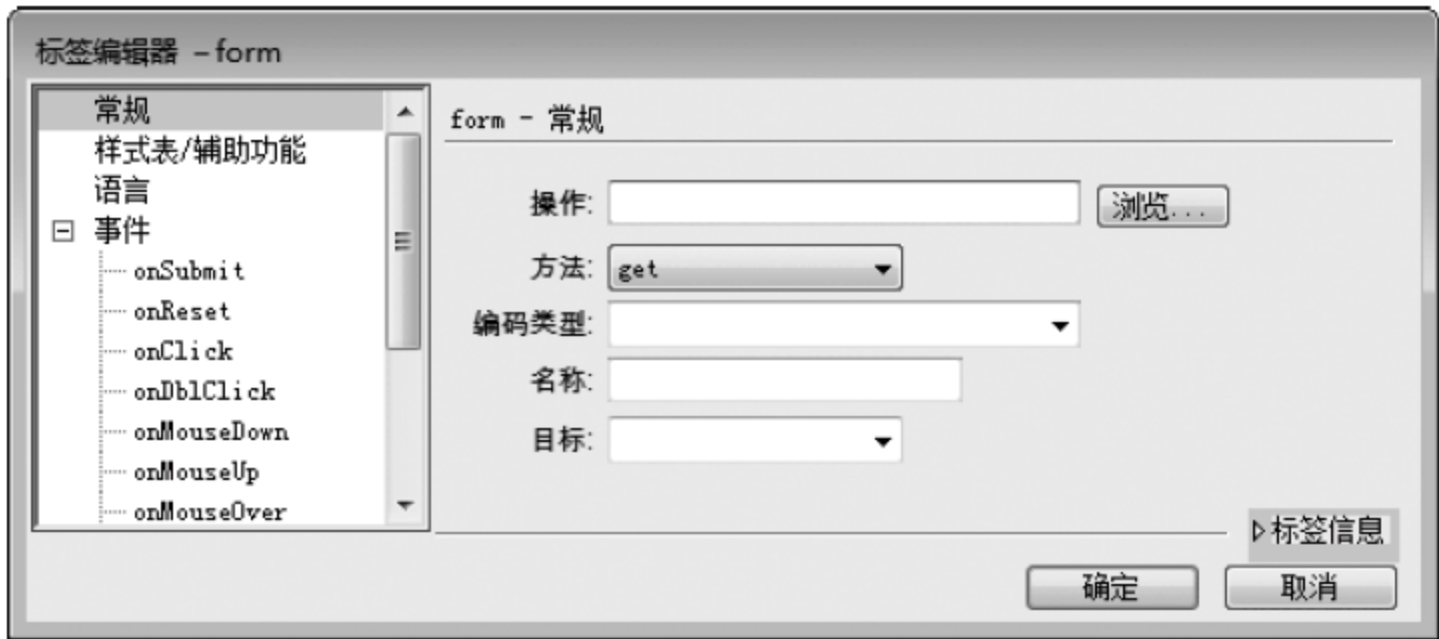 标签编辑器 - form
常规
样式表/辅助功能
语言
事件
onSubmit
onReset
onClick
onDblClick
onMouseDown
onMouseUp
onMouseOver
form - 常规
操作:
浏览...
方法: get
编码类型:
名称:
目标:
标签信息
确定
取消